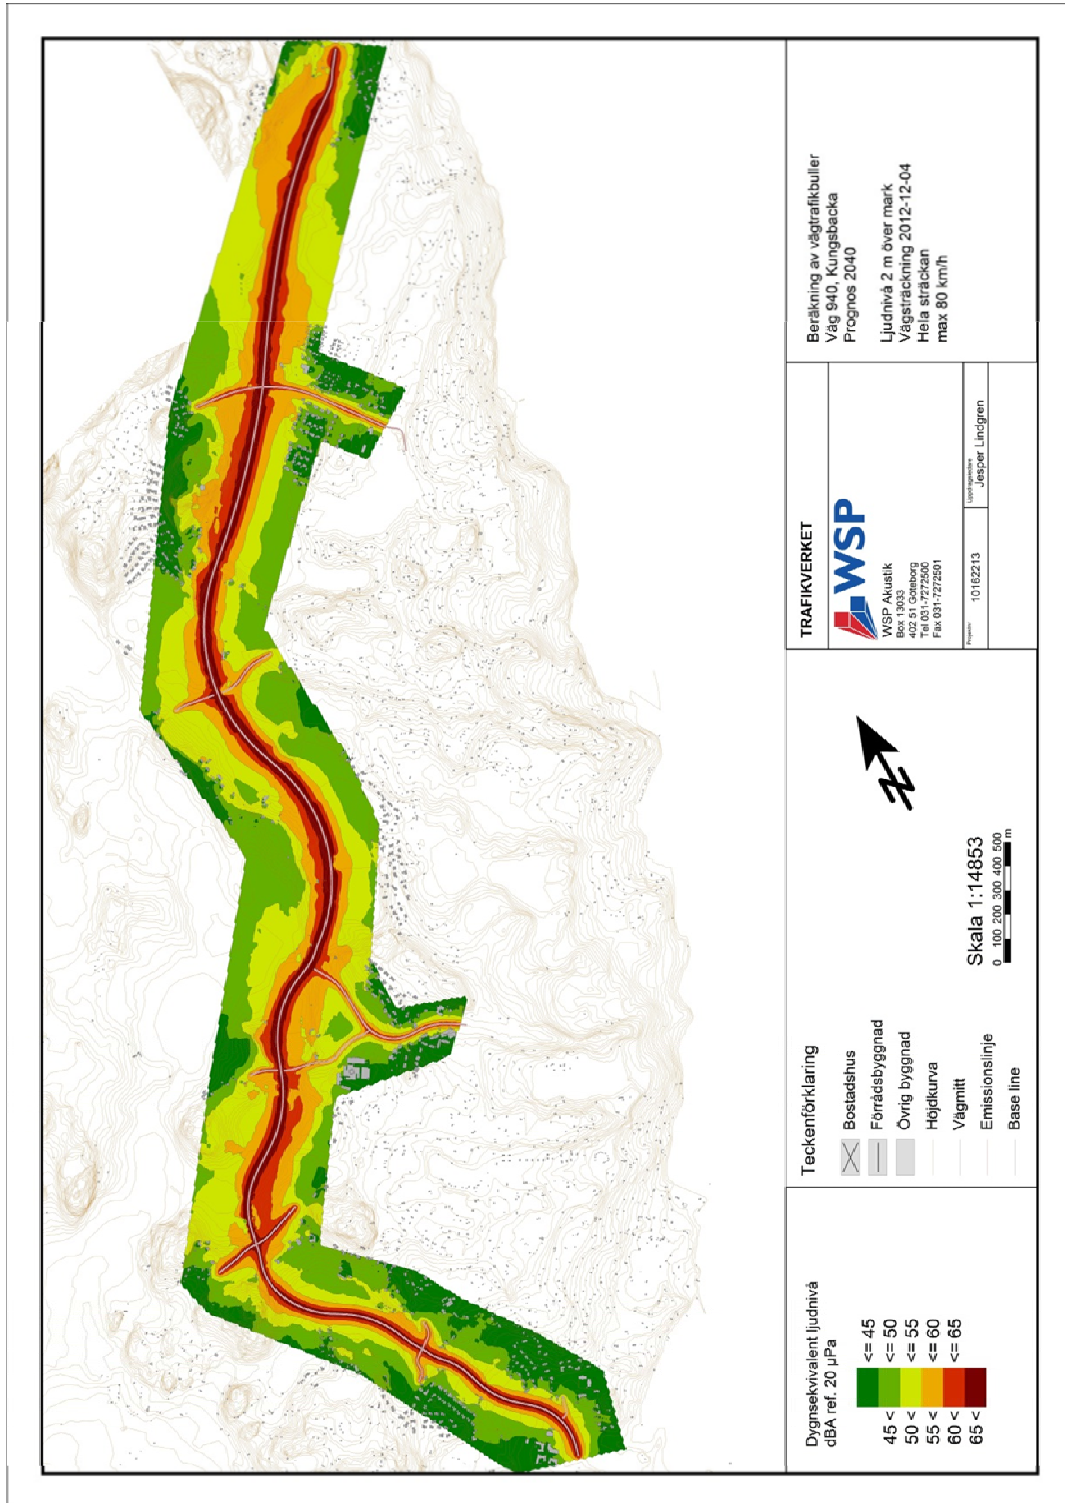 Dygnsekvivalent ljudnivå
dBA ref. 20 µPa
<= 45
45 < <= 50
50 < <= 55
55 < <= 60
60 < <= 65
65 <
Teckenförklaring
Bostadshus
Förrådsbyggnad
Övrig byggnad
Höjdkurva
Vägmitt
Emissionslinje
Base line
Skala 1:14853
0 100 200 300 400 500
m
TRAFIKVERKET
WSP
WSP Akustik
Box 13033
402 51 Göteborg
Tel 031-7272500
Fax 031-7272501
Projektnr
10162213
Uppdragsledare
Jesper Lindgren
Beräkning av vägtrafikbuller
Väg 940, Kungsbacka
Prognos 2040
Ljudnivå 2 m över mark
Vägsträckning 2012-12-04
Hela sträckan
max 80 km/h